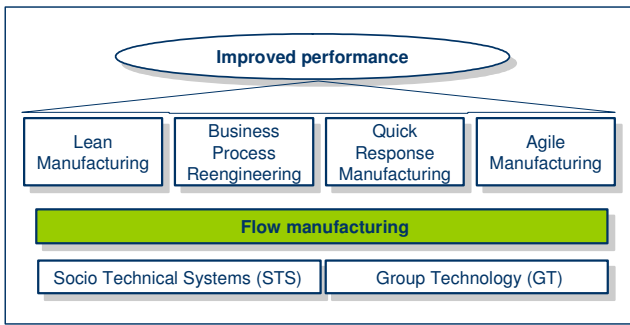 Improved performance
Lean
Manufacturing
Business
Process
Reengineering
Quick
Response
Manufacturing
Agile
Manufacturing
Flow manufacturing
Socio Technical Systems (STS)
Group Technology (GT)